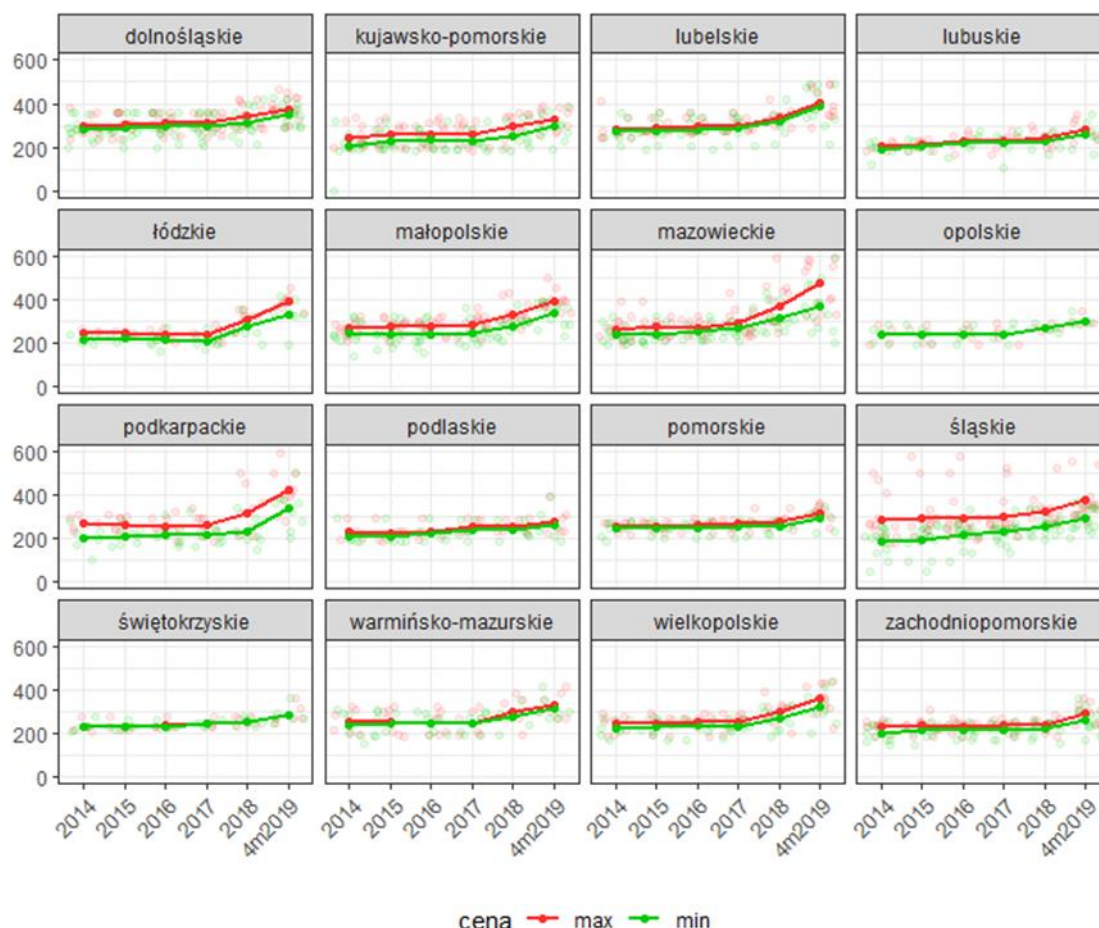 dolnośląskie kujawsko-pomorskie lubelskie lubuskie
600
400
200
0
łódzkie małopolskie mazowieckie opolskie
600
400
200
0
podkarpackie podlaskie pomorskie śląskie
600
400
200
0
świętokrzyskie warmińsko-mazurskie wielkopolskie zachodniopomorskie
600
400
200
0
2014 2015 2016 2017 2018 4m2019 2014 2015 2016 2017 2018 4m2019 2014 2015 2016 2017 2018 4m2019 2014 2015 2016 2017 2018 4m2019
cena max min